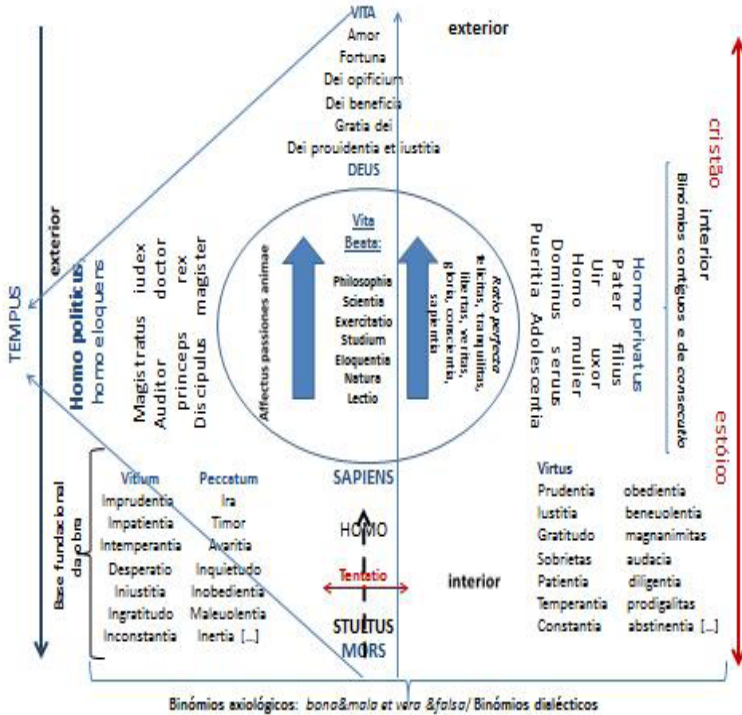 VITA
exterior
Amor
Fortuna
Dei opificium
Dei beneficia
Gratia dei
Dei prouidentia et iustitia
DEUS
TEMPUS
exterior
Homo politicus,
homo eloquens
Magistratus iudex
Auditor doctor
princeps rex
Discipulus magister
Affectus passiones animae
Vita
Beata:
Philosophia
Scientia
Exercitatio
Studium
Eloquentia
Natura
Lectio
Ratio perfecta
felicitas, tranquilitas,
libertas, veritas,
gloria, conscientia,
sapientia
Homo privatus
Pater filius
Uir uxor
Homo mulier
Dominus seruus
Pueritia Adolescentia
interior
Binómios contíguos e de consecutio
cristão
estóico
SAPIENS
HOMO
Tentatio
STULTUS
MORS
interior
Base fundacional
da obra
Vitium Peccatum
Imprudentia Ira
Impatientia Timor
Intemperantia Avaritia
Desperatio Inquietudo
Iniustitia Inobedientia
Ingratitudo Maleuolentia
Inconstantia Inertia [...]
Virtus
Prudentia obedientia
Iustitia beneuolentia
Gratitudo magnanimitas
Sobrietas audacia
Patientia diligentia
Temperantia prodigalitas
Constantia abstinentia [...]
Binómios axiológicos: bona&mala et vera &falsa/ Binómios dialécticos